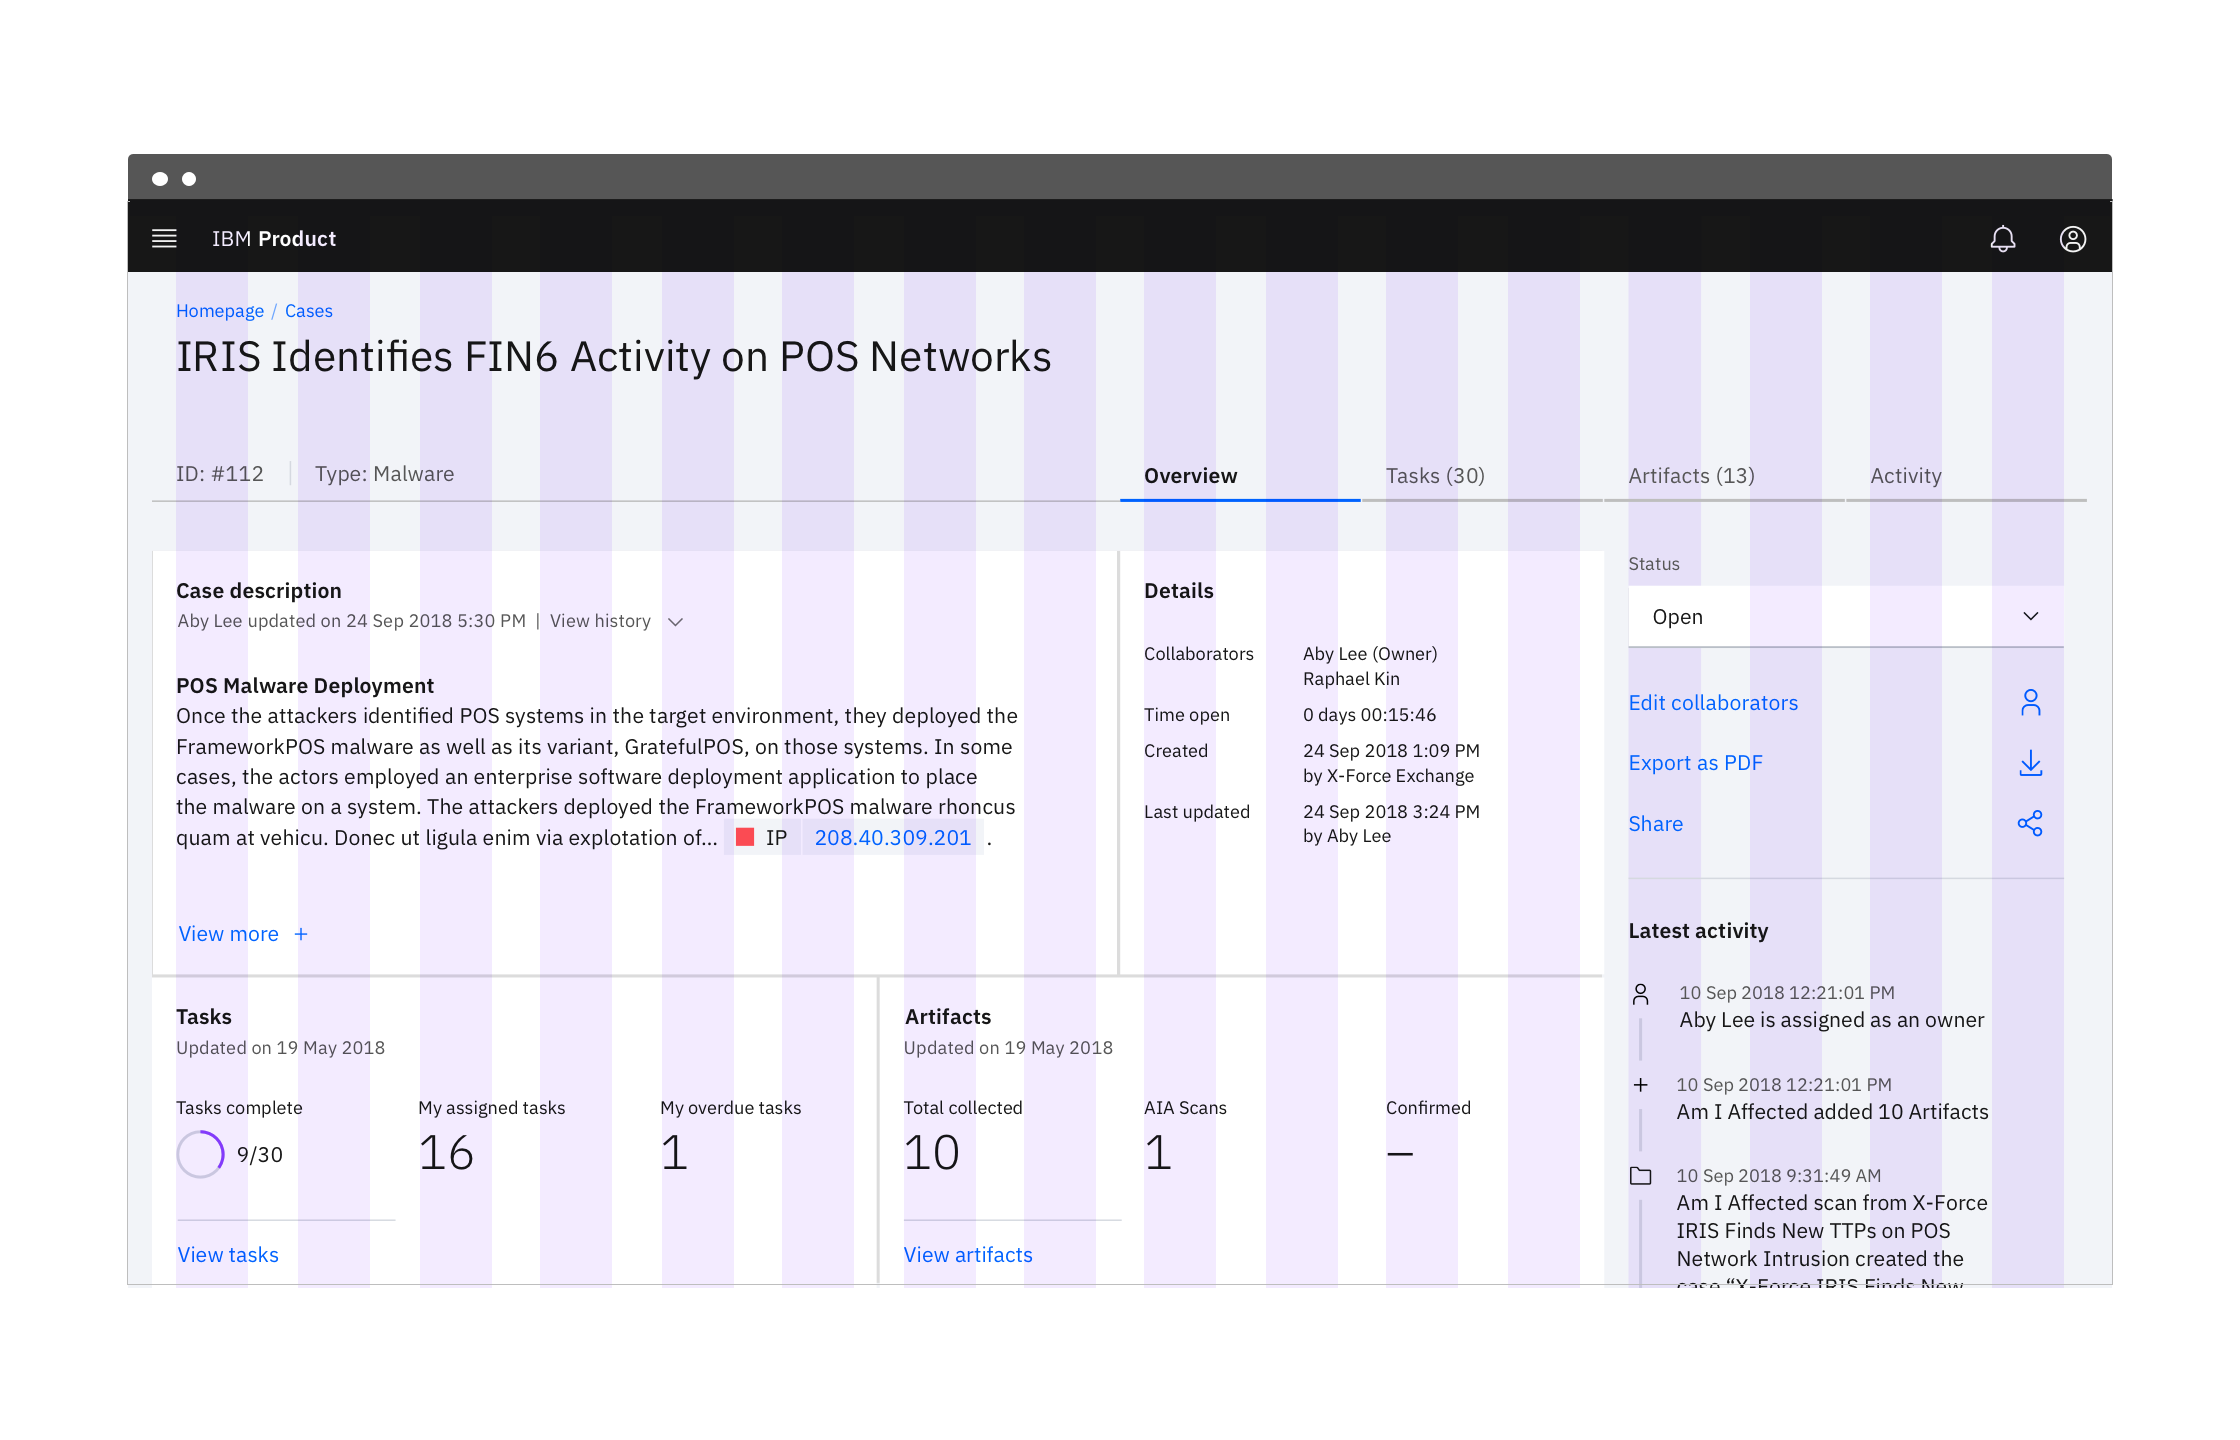 IBM Product
Homepage / Cases
IRIS Identifies FIN6 Activity on POS Networks
ID: #112 | Type: Malware
Overview
Tasks (30)
Artifacts (13)
Activity
Case description
Aby Lee updated on 24 Sep 2018 5:30 PM | View history
POS Malware Deployment
Once the attackers identified POS systems in the target environment, they deployed the
FrameworkPOS malware as well as its variant, GratefulPOS, on those systems. In some
cases, the actors employed an enterprise software deployment application to place
the malware on a system. The attackers deployed the FrameworkPOS malware rhoncus
quam at vehicu. Donec ut ligula enim via explotation of... IP 208.40.309.201 .
View more +
Details
Collaborators Aby Lee (Owner)
Raphael Kin
Time open 0 days 00:15:46
Created 24 Sep 2018 1:09 PM
by X-Force Exchange
Last updated 24 Sep 2018 3:24 PM
by Aby Lee
Status
Open
Edit collaborators
Export as PDF
Share
Latest activity
10 Sep 2018 12:21:01 PM
Aby Lee is assigned as an owner
10 Sep 2018 12:21:01 PM
Am I Affected added 10 Artifacts
10 Sep 2018 9:31:49 AM
Am I Affected scan from X-Force
IRIS Finds New TTPs on POS
Network Intrusion created the
case “X-Force IRIS Finds New
Tasks
Updated on 19 May 2018
Tasks complete
9/30
My assigned tasks
16
My overdue tasks
1
View tasks
Artifacts
Updated on 19 May 2018
Total collected
10
AIA Scans
1
Confirmed
–
View artifacts